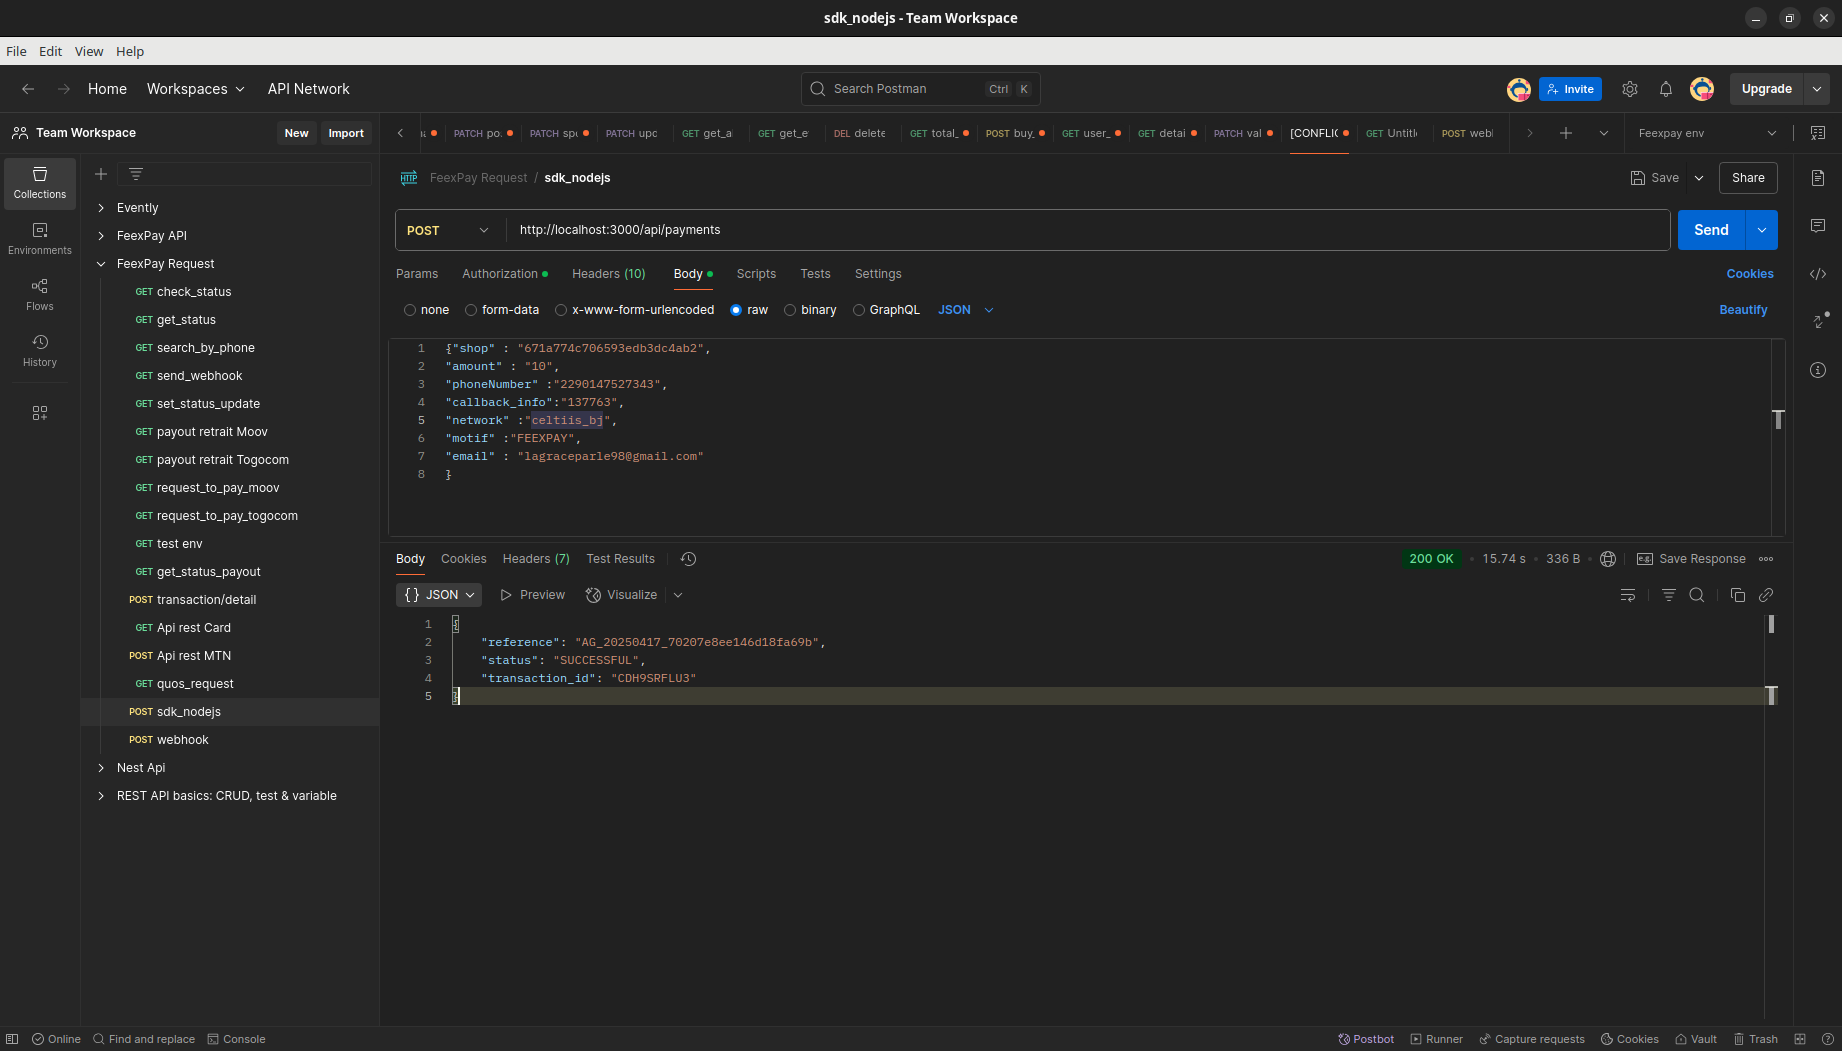 sdk_nodejs - Team Workspace
File Edit View Help
Home Workspaces API Network
Search Postman Ctrl K
Invite
Upgrade
Team Workspace New Import
PATCH po. PATCH spe PATCH upc GET get_a GET get_e DEL delete GET total_ POST buy_ GET user_ GET detai PATCH val [CONFLIC GET Untitl POST webl
Feexpay env
Collections
Environments
Flows
History
Evently
FeexPay API
FeexPay Request
GET check_status
GET get_status
GET search_by_phone
GET send_webhook
GET set_status_update
GET payout retrait Moov
GET payout retrait Togocom
GET request_to_pay_moov
GET request_to_pay_togocom
GET test env
GET get_status_payout
POST transaction/detail
GET Api rest Card
POST Api rest MTN
GET quos_request
POST sdk_nodejs
POST webhook
Nest Api
REST API basics: CRUD, test & variable
HTTP FeexPay Request / sdk_nodejs
Save Share
POST http://localhost:3000/api/payments
Send
Params Authorization Headers (10) Body Scripts Tests Settings
Cookies
none form-data x-www-form-urlencoded raw binary GraphQL JSON
Beautify
1 {"shop" : "671a774c706593edb3dc4ab2",
2 "amount" : "10",
3 "phoneNumber" :"2290147527343",
4 "callback_info":"137763",
5 "network" :"celtiis_bj",
6 "motif" :"FEEXPAY",
7 "email" : "lagraceparle98@gmail.com"
8 }
Body Cookies Headers (7) Test Results
200 OK 15.74 s 336 B e.g. Save Response
{} JSON Preview Visualize
1 {
2 "reference": "AG_20250417_70207e8ee146d18fa69b",
3 "status": "SUCCESSFUL",
4 "transaction_id": "CDH9SRFLU3"
5 }
Online Find and replace Console
Postbot Runner Capture requests Cookies Vault Trash